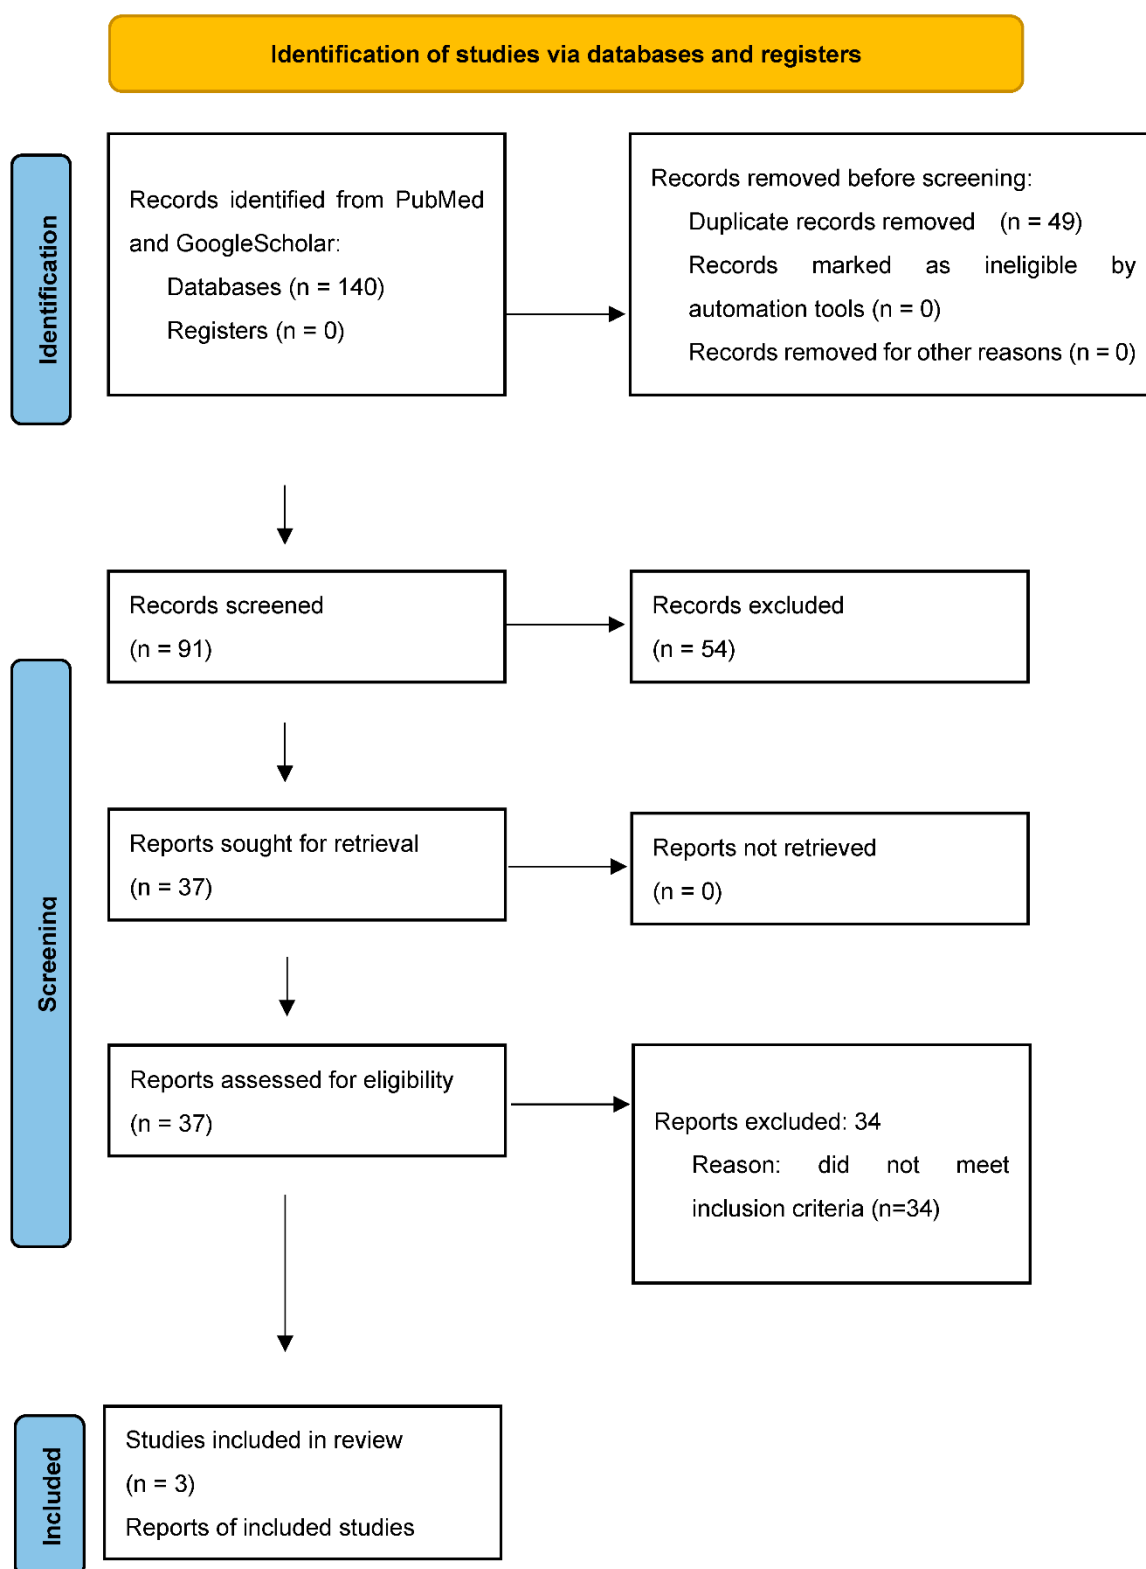 Identification of studies via databases and registers
Identification
Records identified from PubMed
and GoogleScholar:
Databases (n = 140)
Registers (n = 0)
Records removed before screening:
Duplicate records removed (n = 49)
Records marked as ineligible by
automation tools (n = 0)
Records removed for other reasons (n = 0)
Screening
Records screened
(n = 91)
Records excluded
(n = 54)
Reports sought for retrieval
(n = 37)
Reports not retrieved
(n = 0)
Reports assessed for eligibility
(n = 37)
Reports excluded: 34
Reason: did not meet
inclusion criteria (n=34)
Included
Studies included in review
(n = 3)
Reports of included studies